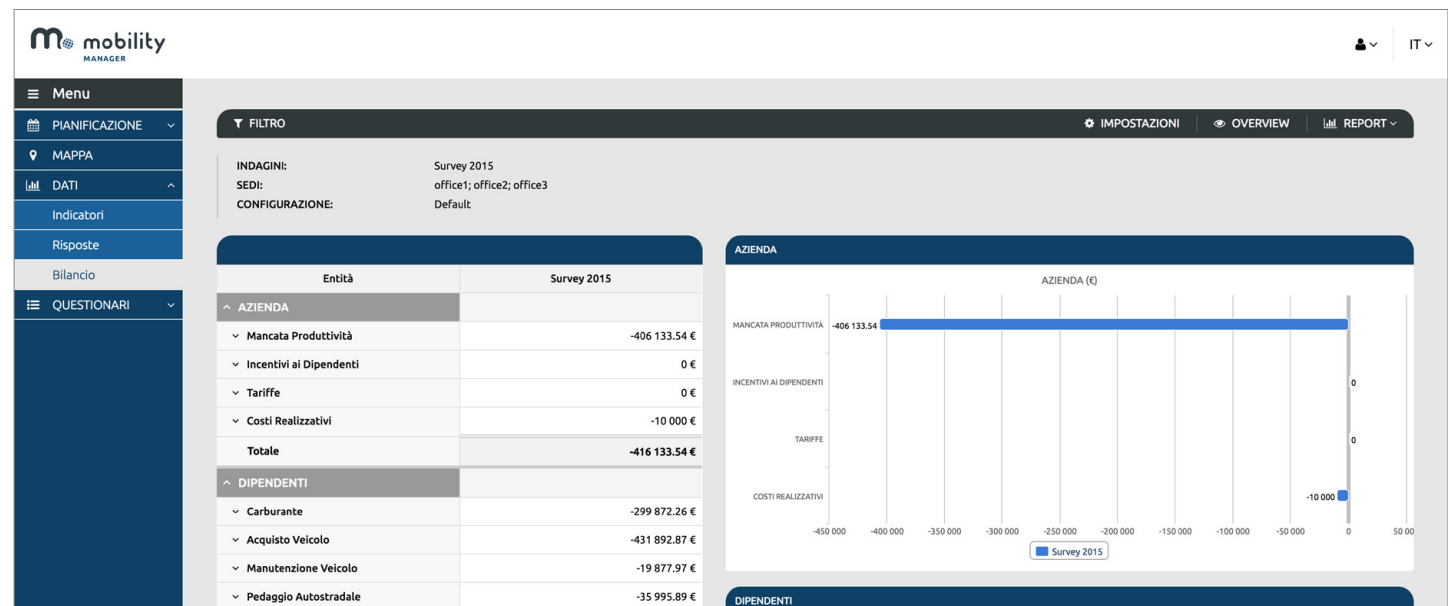 mobility
MANAGER
IT
Menu
PIANIFICAZIONE
MAPPA
DATI
Indicatori
Risposte
Bilancio
QUESTIONARI
FILTRO
IMPOSTAZIONI
OVERVIEW
REPORT
INDAGINI: Survey 2015
SEDI: office1; office2; office3
CONFIGURAZIONE: Default
Entità Survey 2015
AZIENDA
Mancata Produttività -406 133.54 €
Incentivi ai Dipendenti 0 €
Tariffe 0 €
Costi Realizzativi -10 000 €
Totale -416 133.54 €
DIPENDENTI
Carburante -299 872.26 €
Acquisto Veicolo -431 892.87 €
Manutenzione Veicolo -19 877.97 €
Pedaggio Autostradale -35 995.89 €
AZIENDA
AZIENDA (€)
MANCATA PRODUTTIVITÀ -406 133.54
INCENTIVI AI DIPENDENTI 0
TARIFFE 0
COSTI REALIZZATIVI -10 000
-450 000 -400 000 -350 000 -300 000 -250 000 -200 000 -150 000 -100 000 -50 000 0 50 00
Survey 2015
DIPENDENTI